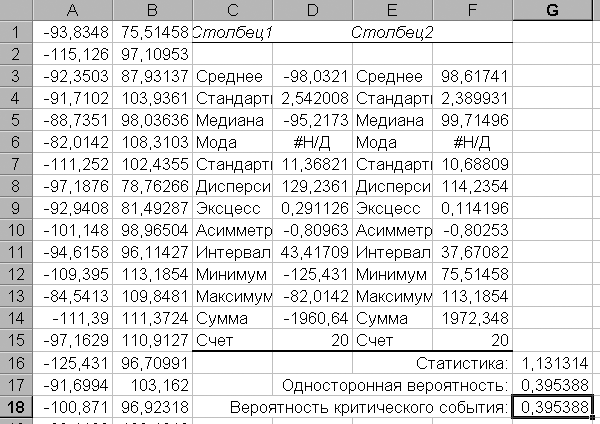 A B C D E F G
1 -93,8348 75,51458 Столбец1 Столбец2
2 -115,126 97,10953
3 -92,3503 87,93137 Среднее -98,0321 Среднее 98,61741
4 -91,7102 103,9361 Стандартн 2,542008 Стандартн 2,389931
5 -88,7351 98,03636 Медиана -95,2173 Медиана 99,71496
6 -82,0142 108,3103 Мода #Н/Д Мода #Н/Д
7 -111,252 102,4355 Стандартн 11,36821 Стандартн 10,68809
8 -97,1876 78,76266 Дисперси 129,2361 Дисперси 114,2354
9 -92,9408 81,49287 Эксцесс 0,291126 Эксцесс 0,114196
10 -101,148 98,96504 Асимметр -0,80963 Асимметр -0,80253
11 -94,6158 96,11427 Интервал 43,41709 Интервал 37,67082
12 -109,395 113,1854 Минимум -125,431 Минимум 75,51458
13 -84,5413 109,8481 Максимум -82,0142 Максимум 113,1854
14 -111,39 111,3724 Сумма -1960,64 Сумма 1972,348
15 -97,1629 110,9127 Счет 20 Счет 20
16 -125,431 96,70991 Статистика: 1,131314
17 -91,6994 103,162 Односторонная вероятность: 0,395388
18 -100,871 96,92318 Вероятность критического события: 0,395388